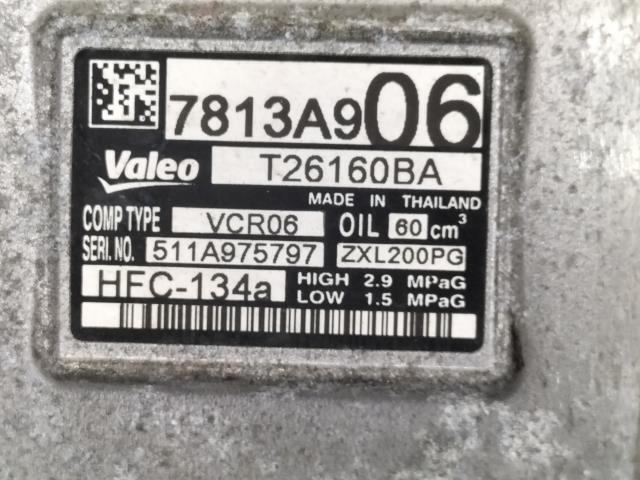 7813A906
Valeo T26160BA
MADE IN THAILAND
COMP TYPE VCR06 OIL 60 cm³
SERI. NO. 511A975797 ZXL200PG
HFC-134a HIGH 2.9 MPaG
LOW 1.5 MPaG